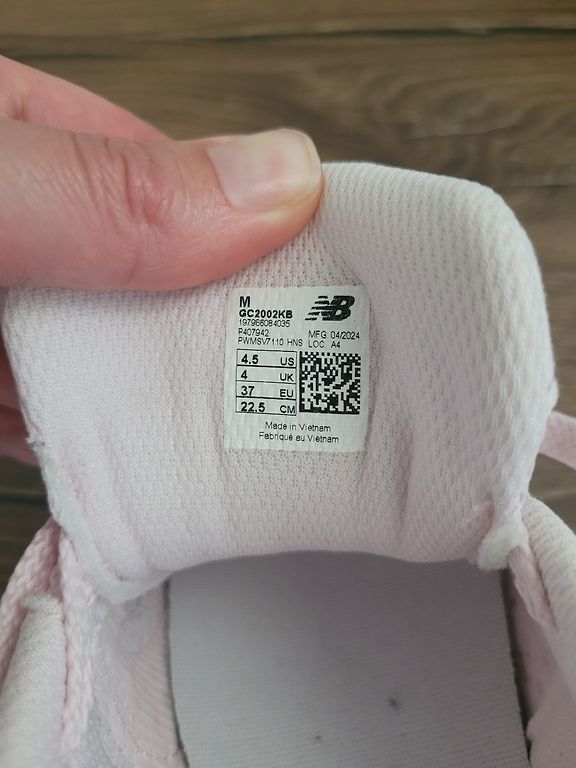 M
GC2002KB
NB
197966084035
P407942
MFG 04/2024
PWMSV7110 HNS LOC. A4
4.5 US
4 UK
37 EU
22.5 CM
Made in Vietnam
Fabriqué au Vietnam